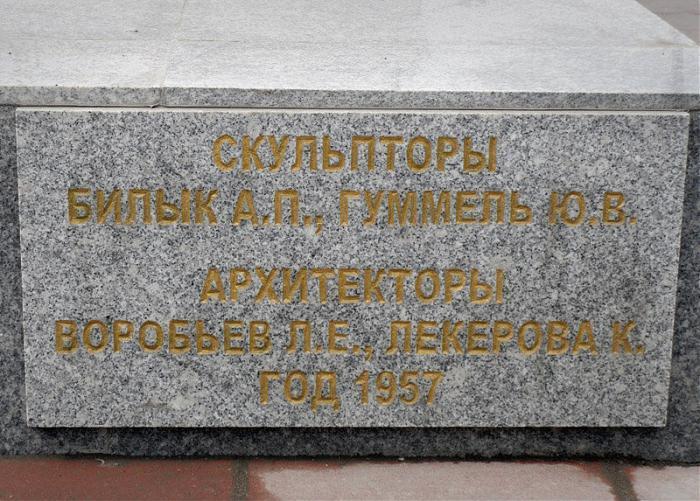 СКУЛЬПТОРЫ
БИЛЫК А.П., ГУММЕЛЬ Ю.В.
АРХИТЕКТОРЫ
ВОРОБЬЕВ Л.Е., ЛЕКЕРОВА К.
ГОД 1957